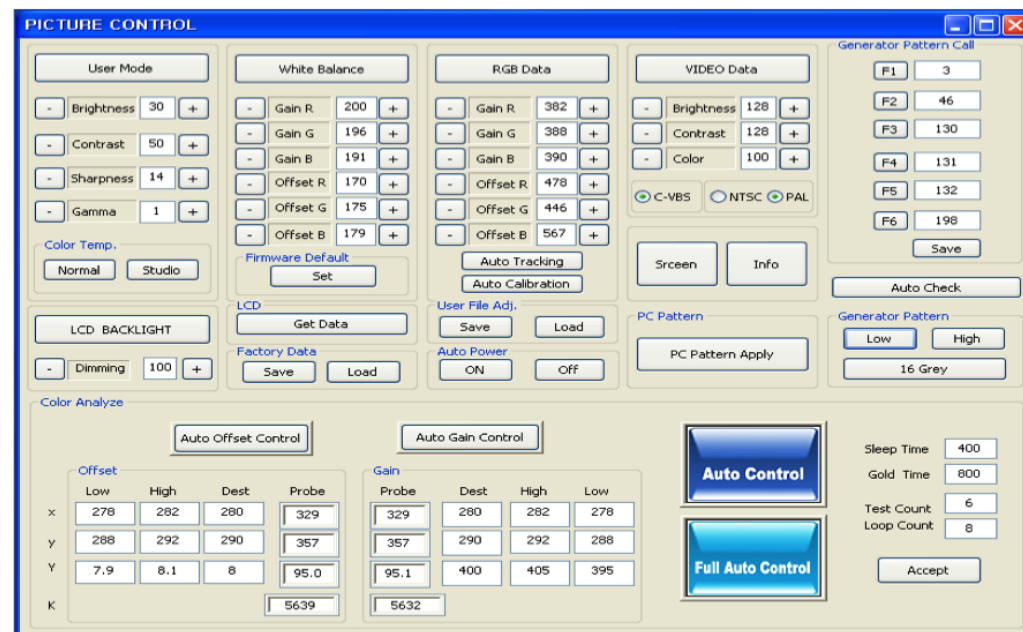 PICTURE CONTROL
User Mode
- Brightness 30 +
- Contrast 50 +
- Sharpness 14 +
- Gamma 1 +
Color Temp.
Normal Studio
LCD BACKLIGHT
- Dimming 100 +
White Balance
- Gain R 200 +
- Gain G 196 +
- Gain B 191 +
- Offset R 170 +
- Offset G 175 +
- Offset B 179 +
Firmware Default
Set
LCD
Get Data
Factory Data
Save Load
RGB Data
- Gain R 382 +
- Gain G 388 +
- Gain B 390 +
- Offset R 478 +
- Offset G 446 +
- Offset B 567 +
Auto Tracking
Auto Calibration
User File Adj.
Save Load
Auto Power
ON Off
VIDEO Data
- Brightness 128 +
- Contrast 128 +
- Color 100 +
C-VBS NTSC PAL
Srceen Info
PC Pattern
PC Pattern Apply
Generator Pattern Call
F1 3
F2 46
F3 130
F4 131
F5 132
F6 198
Save
Auto Check
Generator Pattern
Low High
16 Grey
Color Analyze
Auto Offset Control Auto Gain Control
Offset Gain
Low High Dest Probe Probe Dest High Low
x 278 282 280 329 329 280 282 278
y 288 292 290 357 357 290 292 288
Y 7.9 8.1 8 95.0 95.1 400 405 395
K 5639 5632
Auto Control
Full Auto Control
Sleep Time 400
Gold Time 800
Test Count 6
Loop Count 8
Accept